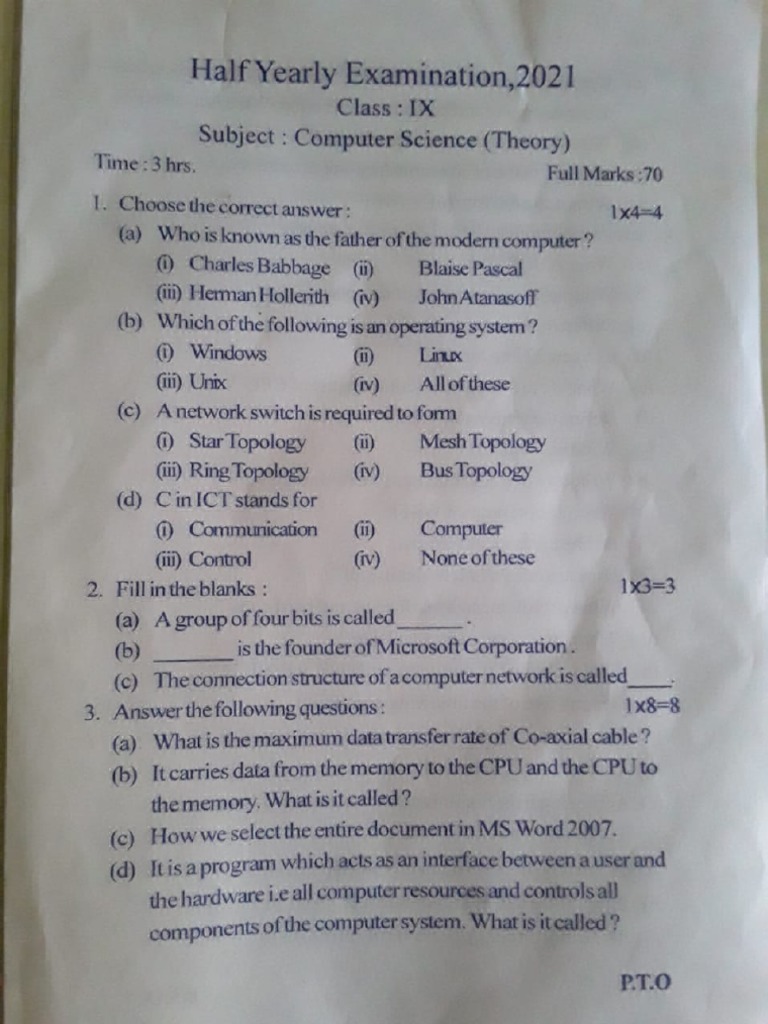 Half Yearly Examination,2021
Class : IX
Subject : Computer Science (Theory)
Time : 3 hrs. Full Marks :70
1. Choose the correct answer : 1x4=4
(a) Who is known as the father of the modern computer ?
(i) Charles Babbage (ii) Blaise Pascal
(iii) Herman Hollerith (iv) John Atanasoff
(b) Which of the following is an operating system ?
(i) Windows (ii) Linux
(iii) Unix (iv) All of these
(c) A network switch is required to form
(i) Star Topology (ii) Mesh Topology
(iii) Ring Topology (iv) Bus Topology
(d) C in ICT stands for
(i) Communication (ii) Computer
(iii) Control (iv) None of these
2. Fill in the blanks : 1x3=3
(a) A group of four bits is called ______ .
(b) _______ is the founder of Microsoft Corporation .
(c) The connection structure of a computer network is called ____.
3. Answer the following questions : 1x8=8
(a) What is the maximum data transfer rate of Co-axial cable ?
(b) It carries data from the memory to the CPU and the CPU to
the memory. What is it called ?
(c) How we select the entire document in MS Word 2007.
(d) It is a program which acts as an interface between a user and
the hardware i.e all computer resources and controls all
components of the computer system. What is it called ?
P.T.O